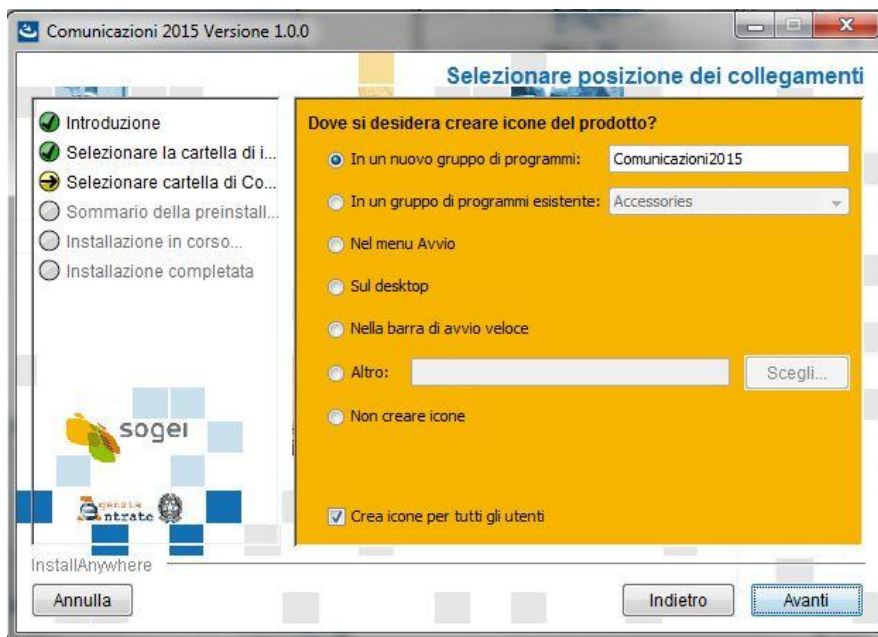 Comunicazioni 2015 Versione 1.0.0
Selezionare posizione dei collegamenti
Introduzione
Selezionare la cartella di i...
Selezionare cartella di Co...
Sommario della preinstall...
Installazione in corso...
Installazione completata
sogei
Agenzia
Entrate
Dove si desidera creare icone del prodotto?
In un nuovo gruppo di programmi: Comunicazioni2015
In un gruppo di programmi esistente: Accessories
Nel menu Avvio
Sul desktop
Nella barra di avvio veloce
Altro: Scegli...
Non creare icone
Crea icone per tutti gli utenti
InstallAnywhere
Annulla Indietro Avanti